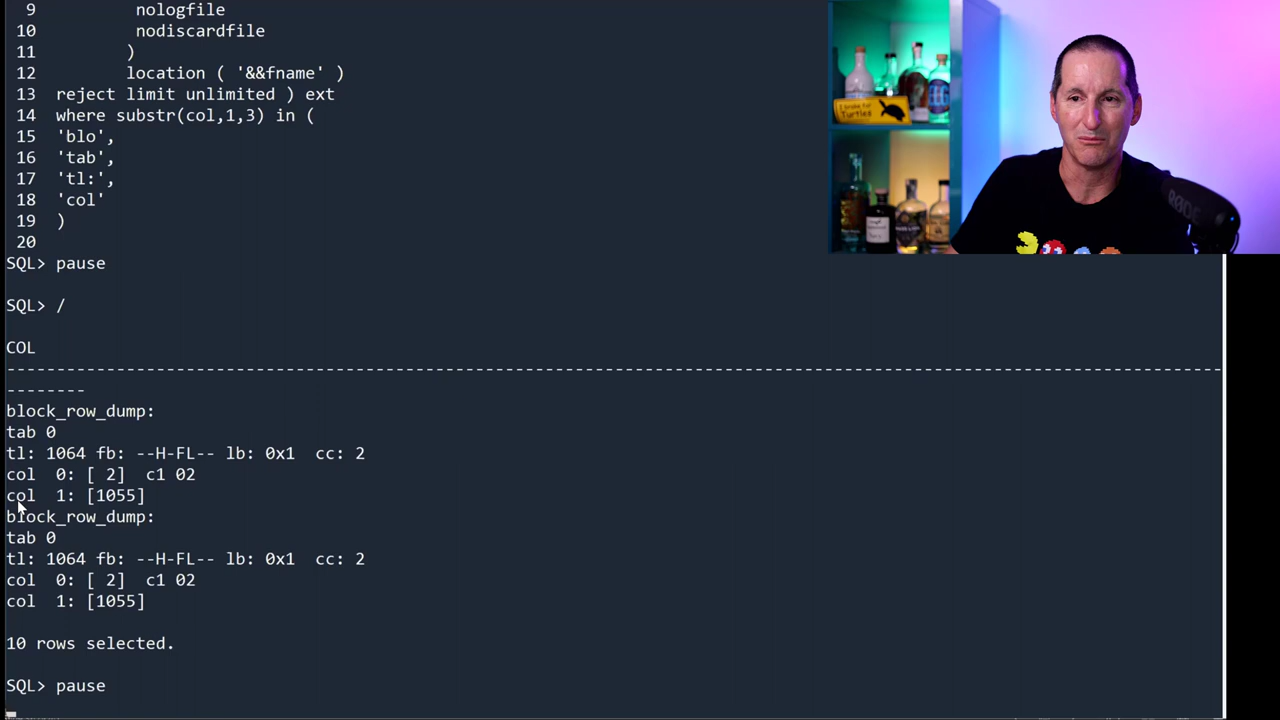 9           nologfile
10           nodiscardfile
11          )
12          location ( '&&fname' )
13   reject limit unlimited ) ext
14   where substr(col,1,3) in (
15   'blo',
16   'tab',
17   'tl:',
18   'col'
19   )
20
SQL> pause
SQL> /
COL
--------------------------------------------------------------------------------------------------------------------------
--------
block_row_dump:
tab 0
tl: 1064 fb: --H-FL-- lb: 0x1  cc: 2
col  0: [ 2]  c1 02
col  1: [1055]
block_row_dump:
tab 0
tl: 1064 fb: --H-FL-- lb: 0x1  cc: 2
col  0: [ 2]  c1 02
col  1: [1055]
10 rows selected.
SQL> pause
I brake for
Turtles
RØDE